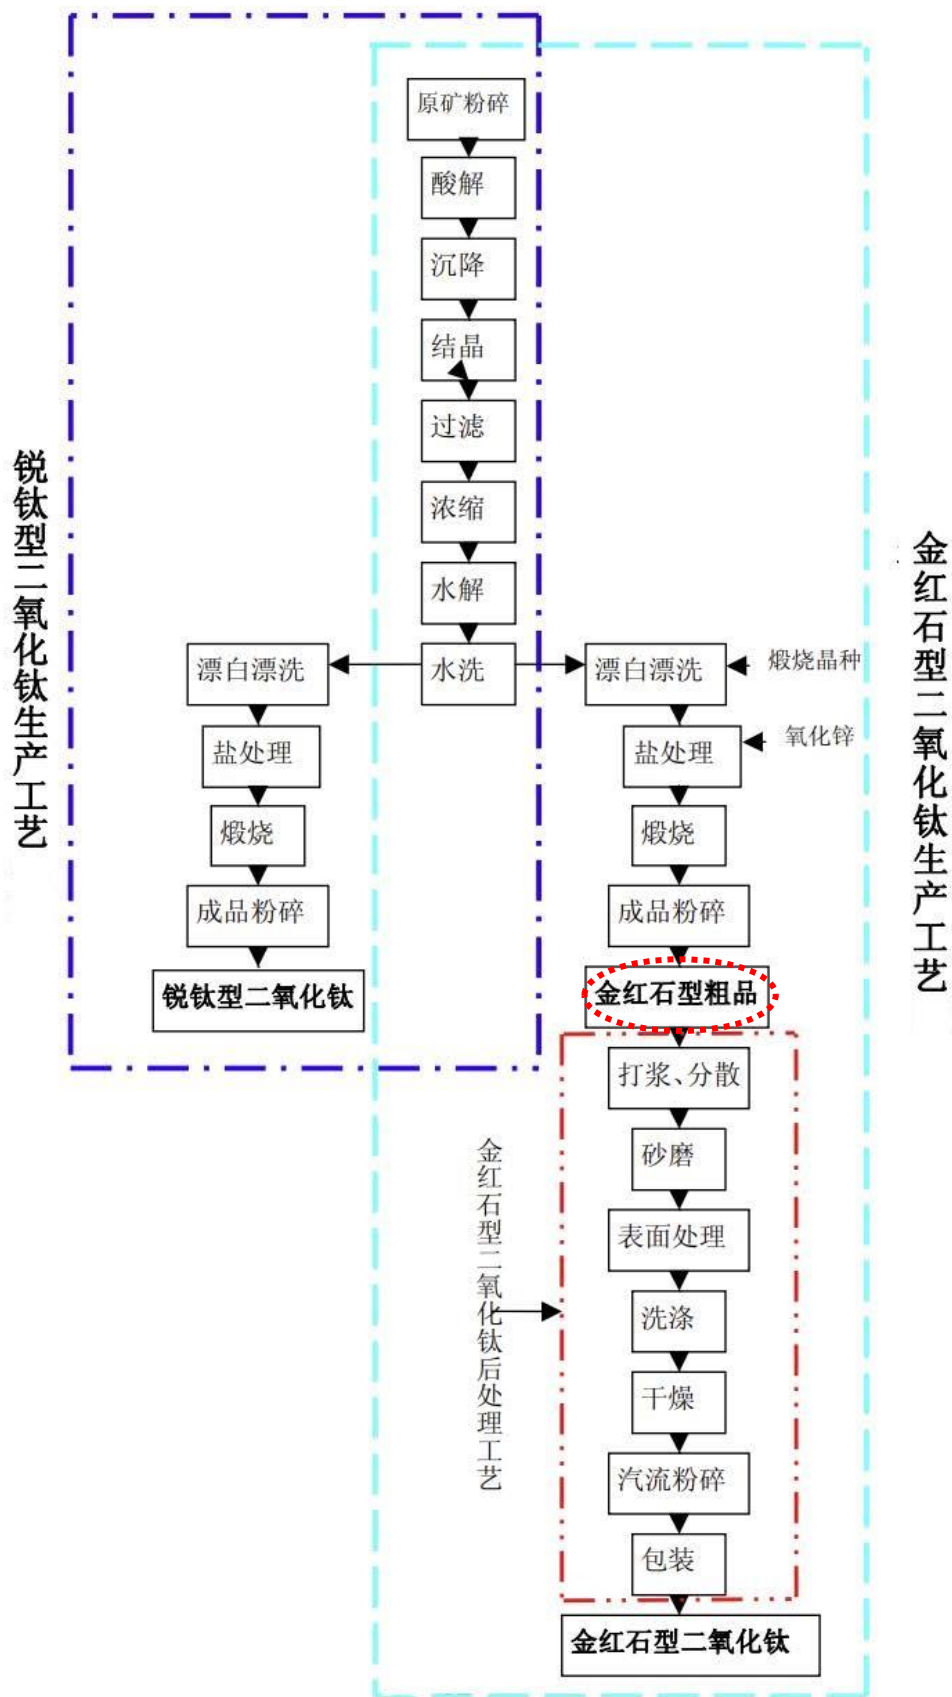 原矿粉碎
酸解
沉降
结晶
过滤
浓缩
水解
水洗
锐钛型二氧化钛生产工艺
漂白漂洗
盐处理
煅烧
成品粉碎
锐钛型二氧化钛
金红石型二氧化钛生产工艺
漂白漂洗
煅烧晶种
盐处理
氧化锌
煅烧
成品粉碎
金红石型粗品
金红石型二氧化钛后处理工艺
打浆、分散
砂磨
表面处理
洗涤
干燥
汽流粉碎
包装
金红石型二氧化钛